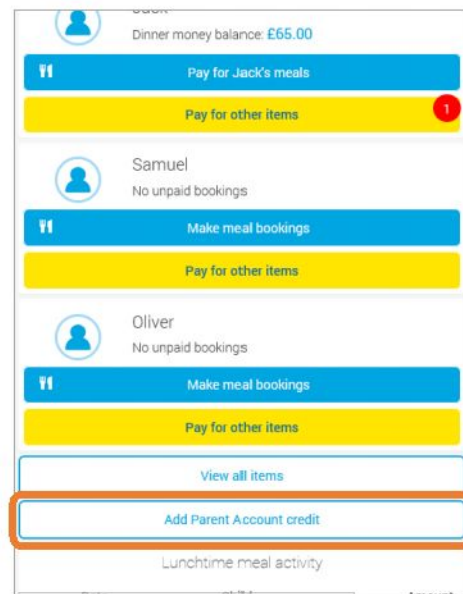 Jack
Dinner money balance: £65.00
Pay for Jack's meals
Pay for other items
1
Samuel
No unpaid bookings
Make meal bookings
Pay for other items
Oliver
No unpaid bookings
Make meal bookings
Pay for other items
View all items
Add Parent Account credit
Lunchtime meal activity